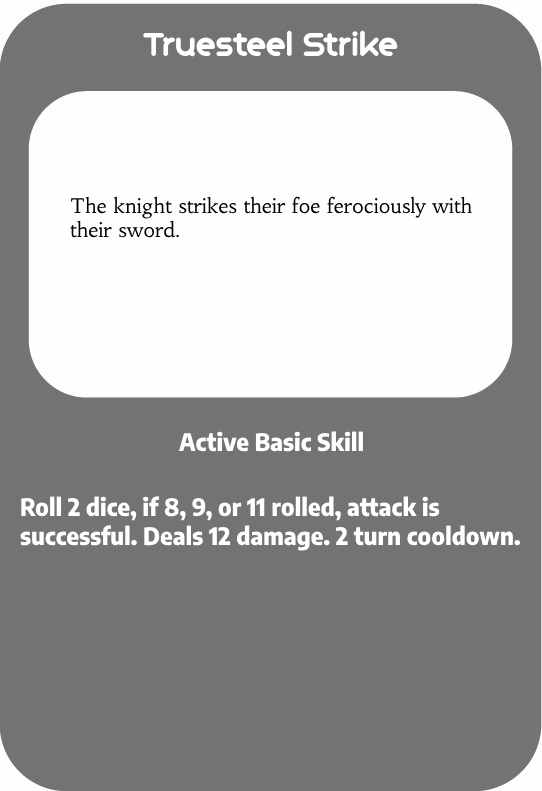 Truesteel Strike
The knight strikes their foe ferociously with
their sword.
Active Basic Skill
Roll 2 dice, if 8, 9, or 11 rolled, attack is
successful. Deals 12 damage. 2 turn cooldown.